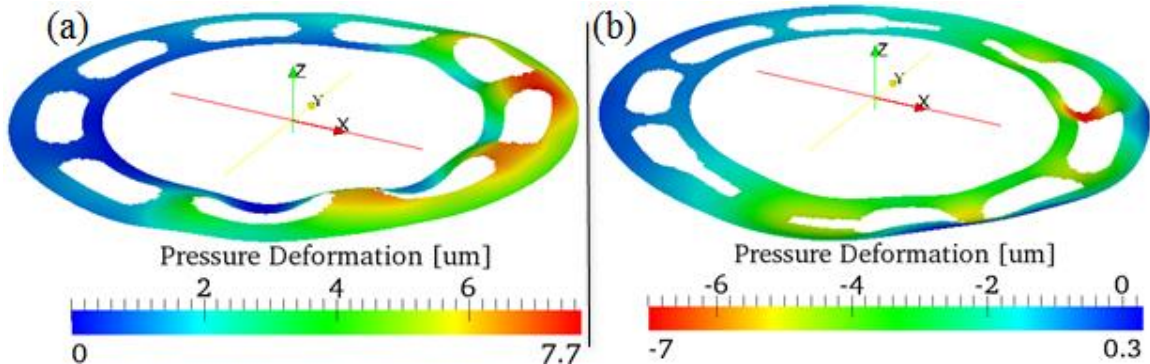 (a)
Z
Y
X
Pressure Deformation [um]
2 4 6
0 7.7
(b)
Z
Y
X
Pressure Deformation [um]
-6 -4 -2 0
-7 0.3